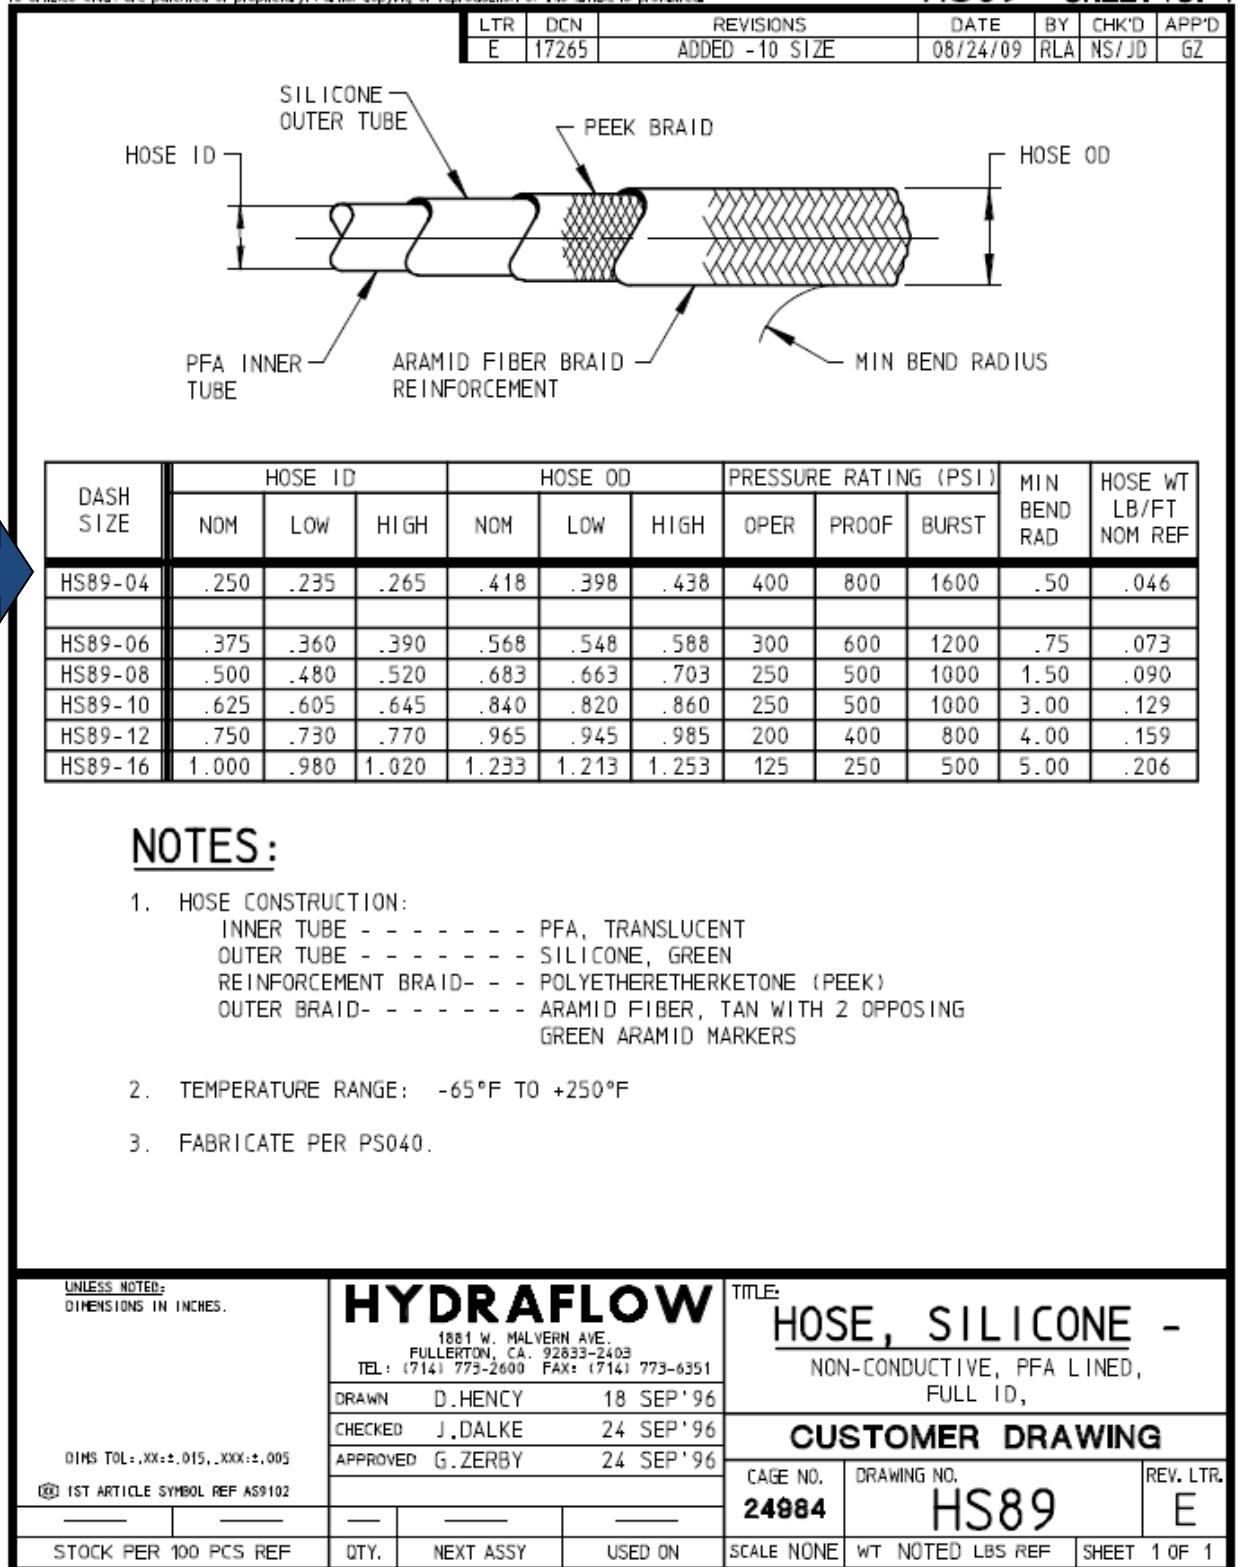 HS89 SHEET 1 OF 1
LTR DCN REVISIONS DATE BY CHK'D APP'D
E 17265 ADDED -10 SIZE 08/24/09 RLA NS/JD GZ
SILICONE
OUTER TUBE
PEEK BRAID
HOSE ID
HOSE OD
PFA INNER
TUBE
ARAMID FIBER BRAID
REINFORCEMENT
MIN BEND RADIUS
DASH SIZE HOSE ID HOSE OD PRESSURE RATING (PSI) MIN BEND RAD HOSE WT LB/FT NOM REF
NOM LOW HIGH NOM LOW HIGH OPER PROOF BURST
HS89-04 .250 .235 .265 .418 .398 .438 400 800 1600 .50 .046
HS89-06 .375 .360 .390 .568 .548 .588 300 600 1200 .75 .073
HS89-08 .500 .480 .520 .683 .663 .703 250 500 1000 1.50 .090
HS89-10 .625 .605 .645 .840 .820 .860 250 500 1000 3.00 .129
HS89-12 .750 .730 .770 .965 .945 .985 200 400 800 4.00 .159
HS89-16 1.000 .980 1.020 1.233 1.213 1.253 125 250 500 5.00 .206
NOTES:
1. HOSE CONSTRUCTION:
INNER TUBE - - - - - - - PFA, TRANSLUCENT
OUTER TUBE - - - - - - - SILICONE, GREEN
REINFORCEMENT BRAID- - - POLYETHERETHERKETONE (PEEK)
OUTER BRAID- - - - - - - ARAMID FIBER, TAN WITH 2 OPPOSING
GREEN ARAMID MARKERS
2. TEMPERATURE RANGE: -65°F TO +250°F
3. FABRICATE PER PS040.
UNLESS NOTED:
DIMENSIONS IN INCHES.
DIMS TOL:.XX:±.015,.XXX:±.005
1ST ARTICLE SYMBOL REF AS9102
STOCK PER 100 PCS REF
HYDRAFLOW
1881 W. MALVERN AVE.
FULLERTON, CA. 92833-2403
TEL: (714) 773-2600 FAX: (714) 773-6351
DRAWN D.HENCY 18 SEP'96
CHECKED J.DALKE 24 SEP'96
APPROVED G.ZERBY 24 SEP'96
QTY. NEXT ASSY USED ON
TITLE:
HOSE, SILICONE -
NON-CONDUCTIVE, PFA LINED,
FULL ID,
CUSTOMER DRAWING
CAGE NO. DRAWING NO. REV. LTR.
24984 HS89 E
SCALE NONE WT NOTED LBS REF SHEET 1 OF 1